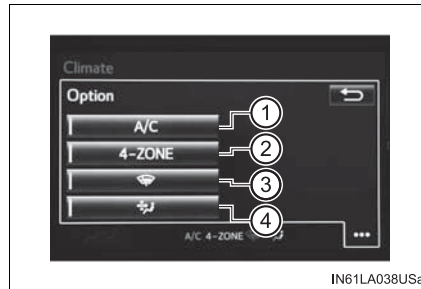 Climate
Option
A/C
1
4-ZONE
2
3
4
A/C 4-ZONE
IN61LA038USa